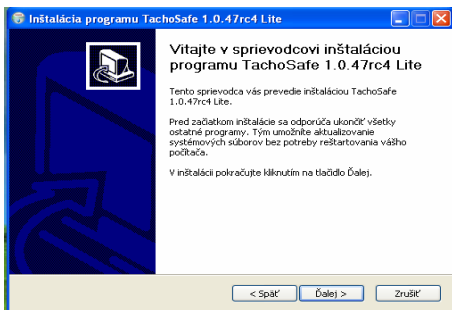 Inštalácia programu TachoSafe 1.0.47rc4 Lite
Vitajte v sprievodcovi inštaláciou
programu TachoSafe 1.0.47rc4 Lite
Tento sprievodca vás prevedie inštaláciou TachoSafe
1.0.47rc4 Lite.
Pred začiatkom inštalácie sa odporúča ukončiť všetky
ostatné programy. Tým umožníte aktualizovanie
systémových súborov bez potreby reštartovania vášho
počítača.
V inštalácii pokračujte kliknutím na tlačidlo Ďalej.
< Späť Ďalej > Zrušiť